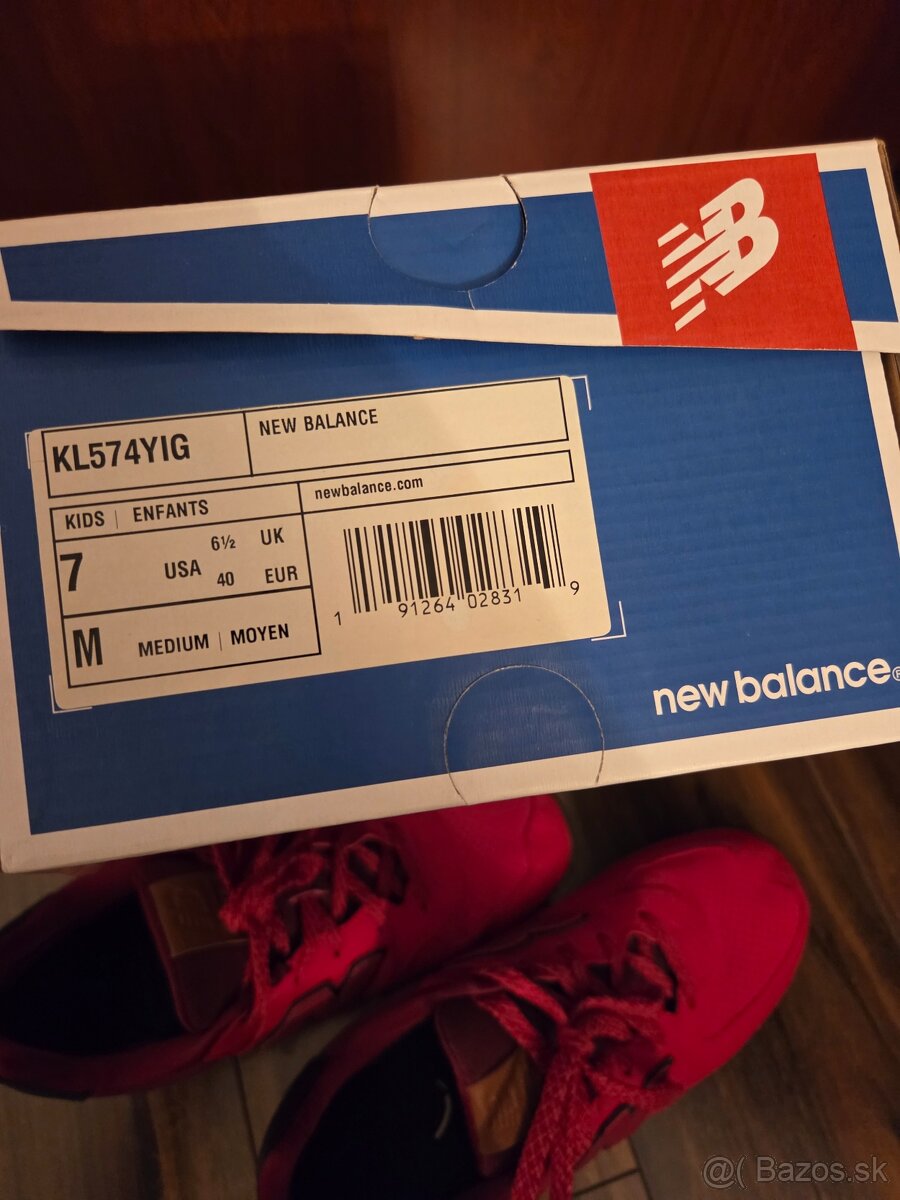 NB
KL574YIG
NEW BALANCE
KIDS | ENFANTS
newbalance.com
7 USA 6½ UK
40 EUR
M MEDIUM | MOYEN
1 91264 02831 9
new balance®
@( Bazos.sk